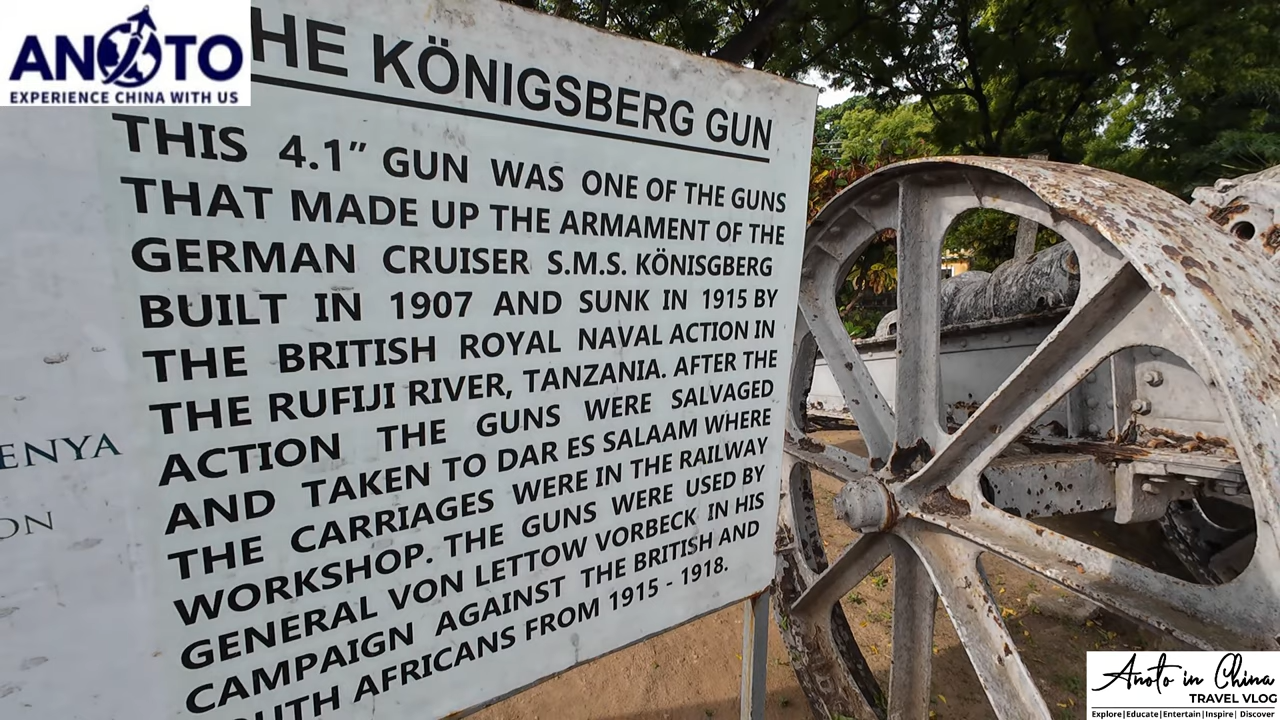 ANOTO
EXPERIENCE CHINA WITH US
HE KÖNIGSBERG GUN
THIS 4.1” GUN WAS ONE OF THE GUNS
THAT MADE UP THE ARMAMENT OF THE
GERMAN CRUISER S.M.S. KÖNISGBERG
BUILT IN 1907 AND SUNK IN 1915 BY
THE BRITISH ROYAL NAVAL ACTION IN
THE RUFIJI RIVER, TANZANIA. AFTER THE
ACTION THE GUNS WERE SALVAGED
AND TAKEN TO DAR ES SALAAM WHERE
THE CARRIAGES WERE IN THE RAILWAY
WORKSHOP. THE GUNS WERE USED BY
GENERAL VON LETTOW VORBECK IN HIS
CAMPAIGN AGAINST THE BRITISH AND
OUTH AFRICANS FROM 1915 - 1918.
ENYA
ON
Anoto in China
TRAVEL VLOG
Explore|Educate|Entertain|Inspire| Discover